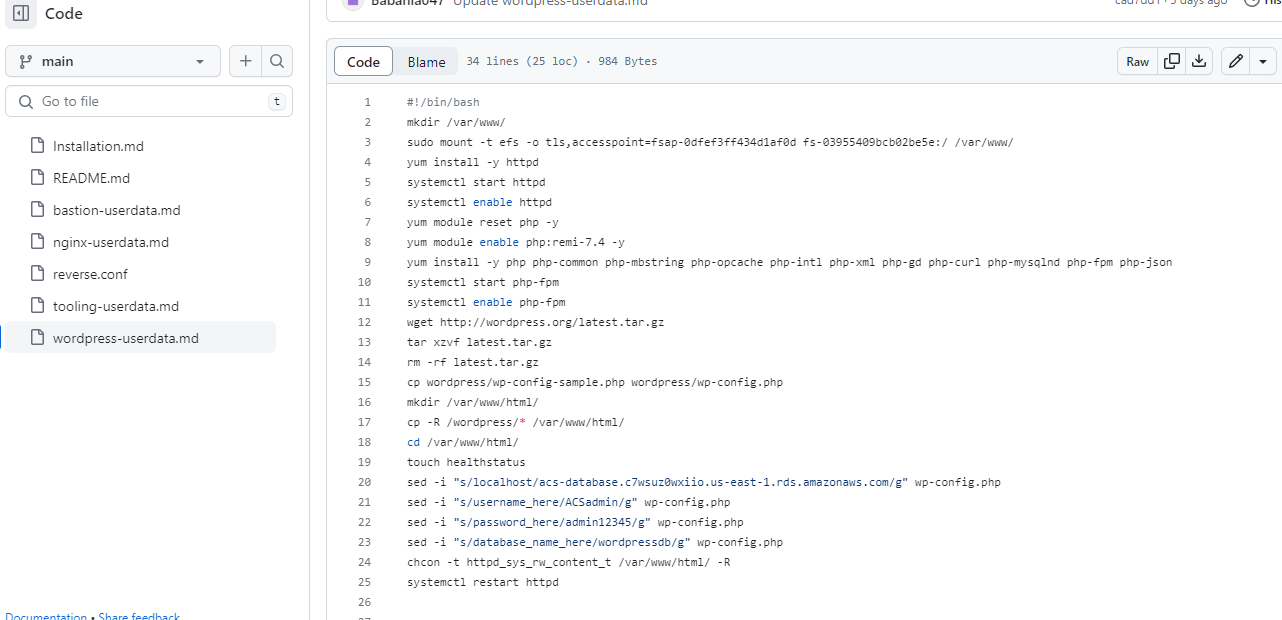 Code
main
Go to file
t
Installation.md
README.md
bastion-userdata.md
nginx-userdata.md
reverse.conf
tooling-userdata.md
wordpress-userdata.md
Documentation • Share feedback
Babanla047 Update wordpress-userdata.md
Code Blame 34 lines (25 loc) · 984 Bytes
Raw
1 #!/bin/bash
2 mkdir /var/www/
3 sudo mount -t efs -o tls,accesspoint=fsap-0dfef3ff434d1af0d fs-03955409bcb02be5e:/ /var/www/
4 yum install -y httpd
5 systemctl start httpd
6 systemctl enable httpd
7 yum module reset php -y
8 yum module enable php:remi-7.4 -y
9 yum install -y php php-common php-mbstring php-opcache php-intl php-xml php-gd php-curl php-mysqlnd php-fpm php-json
10 systemctl start php-fpm
11 systemctl enable php-fpm
12 wget http://wordpress.org/latest.tar.gz
13 tar xzvf latest.tar.gz
14 rm -rf latest.tar.gz
15 cp wordpress/wp-config-sample.php wordpress/wp-config.php
16 mkdir /var/www/html/
17 cp -R /wordpress/* /var/www/html/
18 cd /var/www/html/
19 touch healthstatus
20 sed -i "s/localhost/acs-database.c7wsuz0wxiio.us-east-1.rds.amazonaws.com/g" wp-config.php
21 sed -i "s/username_here/ACSadmin/g" wp-config.php
22 sed -i "s/password_here/admin12345/g" wp-config.php
23 sed -i "s/database_name_here/wordpressdb/g" wp-config.php
24 chcon -t httpd_sys_rw_content_t /var/www/html/ -R
25 systemctl restart httpd
26